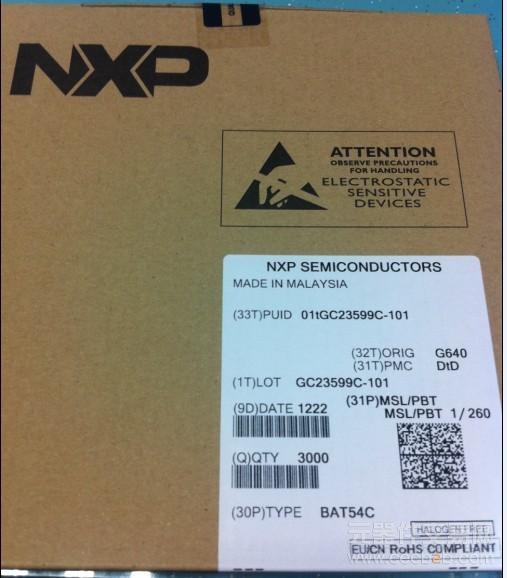 NXP
ATTENTION
OBSERVE PRECAUTIONS
FOR HANDLING
ELECTROSTATIC
SENSITIVE
DEVICES
NXP SEMICONDUCTORS
MADE IN MALAYSIA
(33T)PUID 01tGC23599C-101
(32T)ORIG G640
(31T)PMC DtD
(1T)LOT GC23599C-101
(31P)MSL/PBT
(9D)DATE 1222
MSL/PBT 1/260
(Q)QTY 3000
(30P)TYPE BAT54C
HALOGEN FREE
EU/CN RoHS COMPLIANT